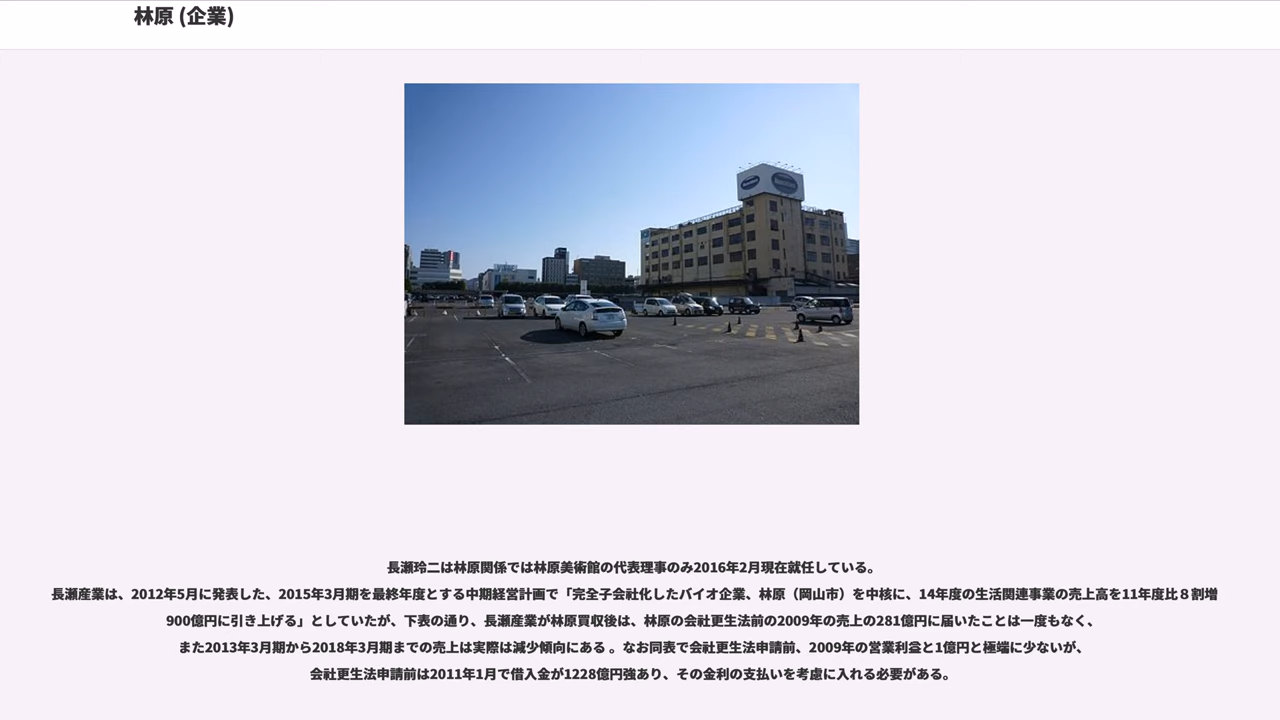 林原 (企業)
長瀬玲二は林原関係では林原美術館の代表理事のみ2016年2月現在就任している。
長瀬産業は、2012年5月に発表した、2015年3月期を最終年度とする中期経営計画で「完全子会社化したバイオ企業、林原（岡山市）を中核に、14年度の生活関連事業の売上高を11年度比８割増
900億円に引き上げる」としていたが、下表の通り、長瀬産業が林原買収後は、林原の会社更生法前の2009年の売上の281億円に届いたことは一度もなく、
また2013年3月期から2018年3月期までの売上は実際は減少傾向にある 。なお同表で会社更生法申請前、2009年の営業利益と1億円と極端に少ないが、
会社更生法申請前は2011年1月で借入金が1228億円強あり、その金利の支払いを考慮に入れる必要がある。